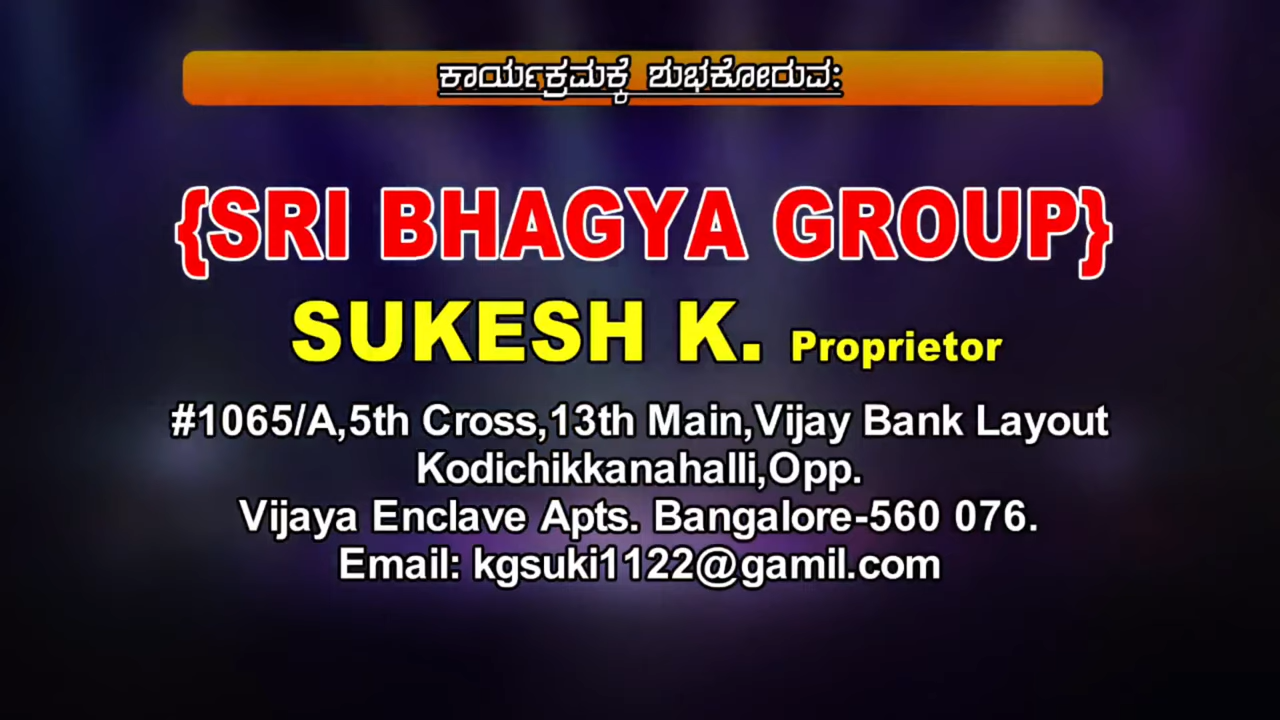 ಕಾರ್ಯಕ್ರಮಕ್ಕೆ ಶುಭಕೋರುವ:
{SRI BHAGYA GROUP}
SUKESH K. Proprietor
#1065/A,5th Cross,13th Main,Vijay Bank Layout
Kodichikkanahalli,Opp.
Vijaya Enclave Apts. Bangalore-560 076.
Email: kgsuki1122@gamil.com